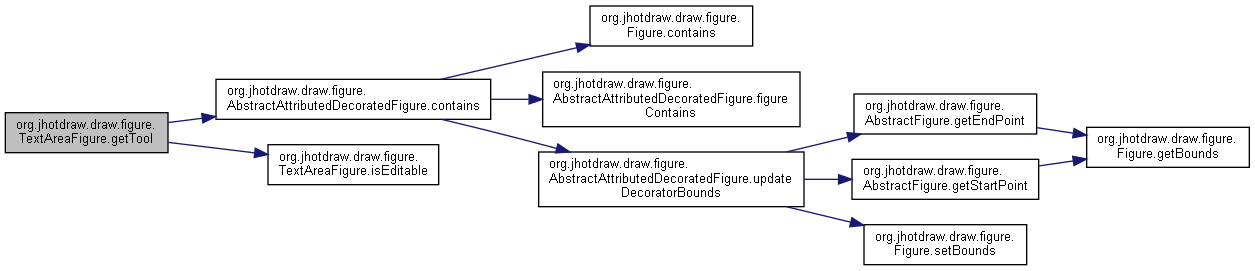 org.jhotdraw.draw.figure.
TextAreaFigure.getTool
org.jhotdraw.draw.figure.
AbstractAttributedDecoratedFigure.contains
org.jhotdraw.draw.figure.
TextAreaFigure.isEditable
org.jhotdraw.draw.figure.
Figure.contains
org.jhotdraw.draw.figure.
AbstractAttributedDecoratedFigure.figure
Contains
org.jhotdraw.draw.figure.
AbstractAttributedDecoratedFigure.update
DecoratorBounds
org.jhotdraw.draw.figure.
AbstractFigure.getEndPoint
org.jhotdraw.draw.figure.
AbstractFigure.getStartPoint
org.jhotdraw.draw.figure.
Figure.setBounds
org.jhotdraw.draw.figure.
Figure.getBounds